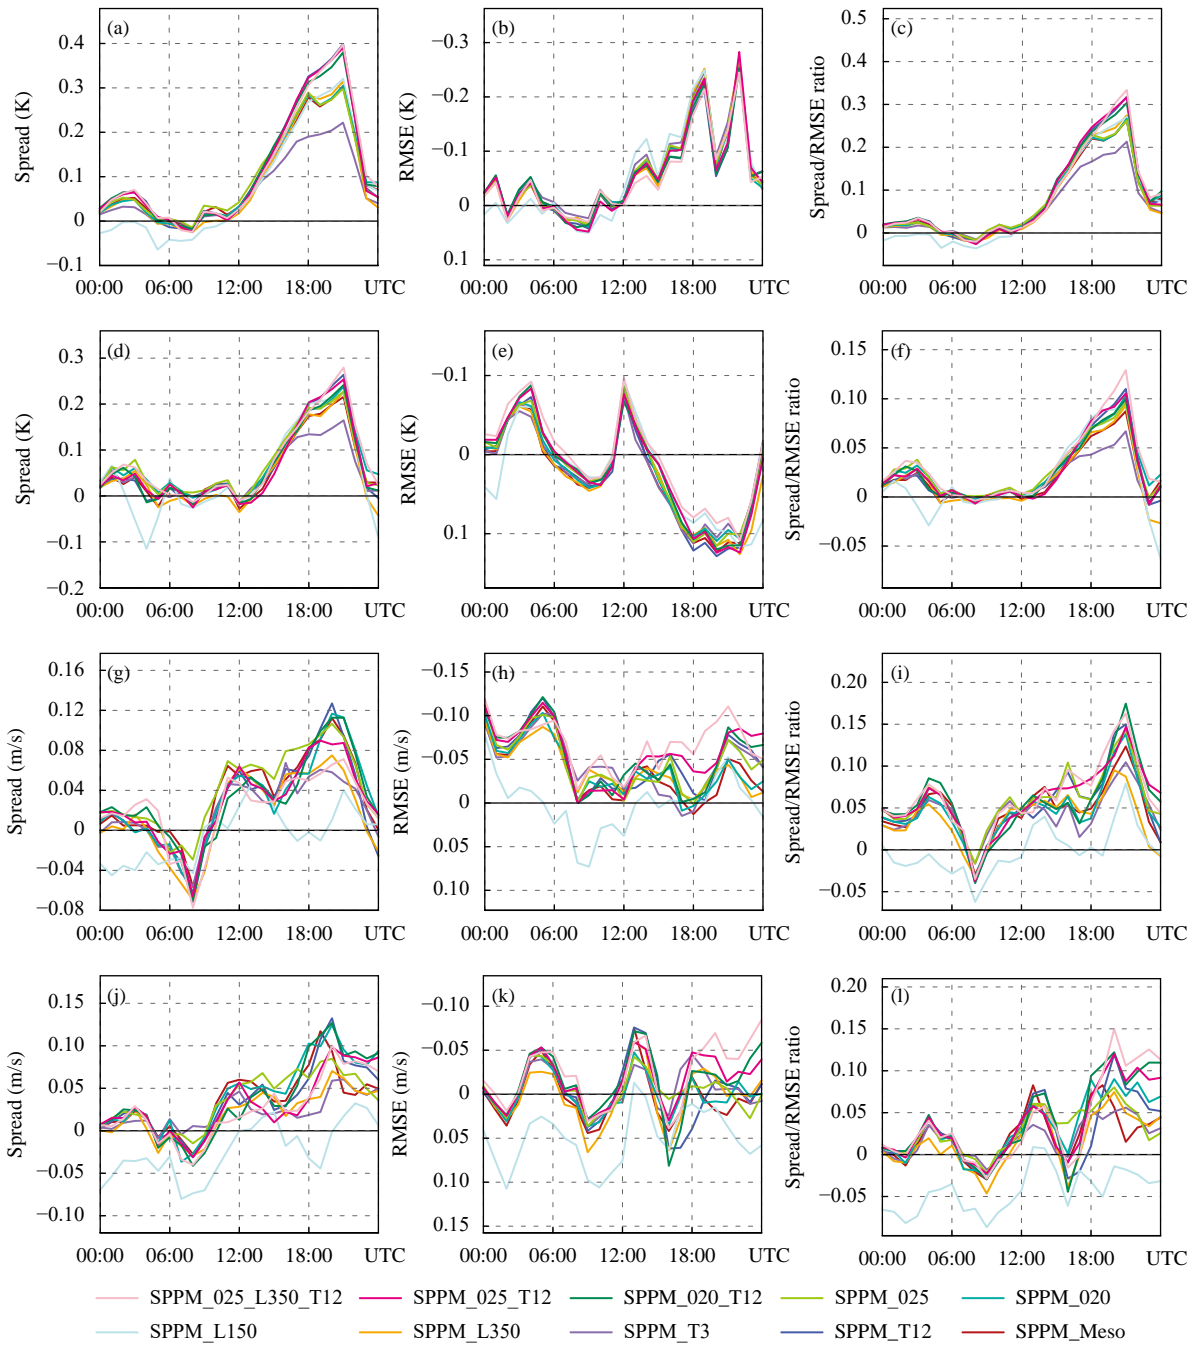 (a) (b) (c)
Spread (K) RMSE (K) Spread/RMSE ratio
0.4 0.3 0.2 0.1 0 −0.1
−0.3 −0.2 −0.1 0 0.1
0.5 0.4 0.3 0.2 0.1 0
00:00 06:00 12:00 18:00 UTC 00:00 06:00 12:00 18:00 UTC 00:00 06:00 12:00 18:00 UTC
(d) (e) (f)
Spread (K) RMSE (K) Spread/RMSE ratio
0.3 0.2 0.1 0 −0.1 −0.2
−0.1 0 0.1
0.15 0.10 0.05 0 −0.05
00:00 06:00 12:00 18:00 UTC 00:00 06:00 12:00 18:00 UTC 00:00 06:00 12:00 18:00 UTC
(g) (h) (i)
Spread (m/s) RMSE (m/s) Spread/RMSE ratio
0.16 0.12 0.08 0.04 0 −0.04 −0.08
−0.15 −0.10 −0.05 0 0.05 0.10
0.20 0.15 0.10 0.05 0 −0.05
00:00 06:00 12:00 18:00 UTC 00:00 06:00 12:00 18:00 UTC 00:00 06:00 12:00 18:00 UTC
(j) (k) (l)
Spread (m/s) RMSE (m/s) Spread/RMSE ratio
0.15 0.10 0.05 0 −0.05 −0.10
−0.10 −0.05 0 0.05 0.10 0.15
0.20 0.15 0.10 0.05 0 −0.05
00:00 06:00 12:00 18:00 UTC 00:00 06:00 12:00 18:00 UTC 00:00 06:00 12:00 18:00 UTC
SPPM_025_L350_T12 SPPM_025_T12 SPPM_020_T12 SPPM_025 SPPM_020
SPPM_L150 SPPM_L350 SPPM_T3 SPPM_T12 SPPM_Meso